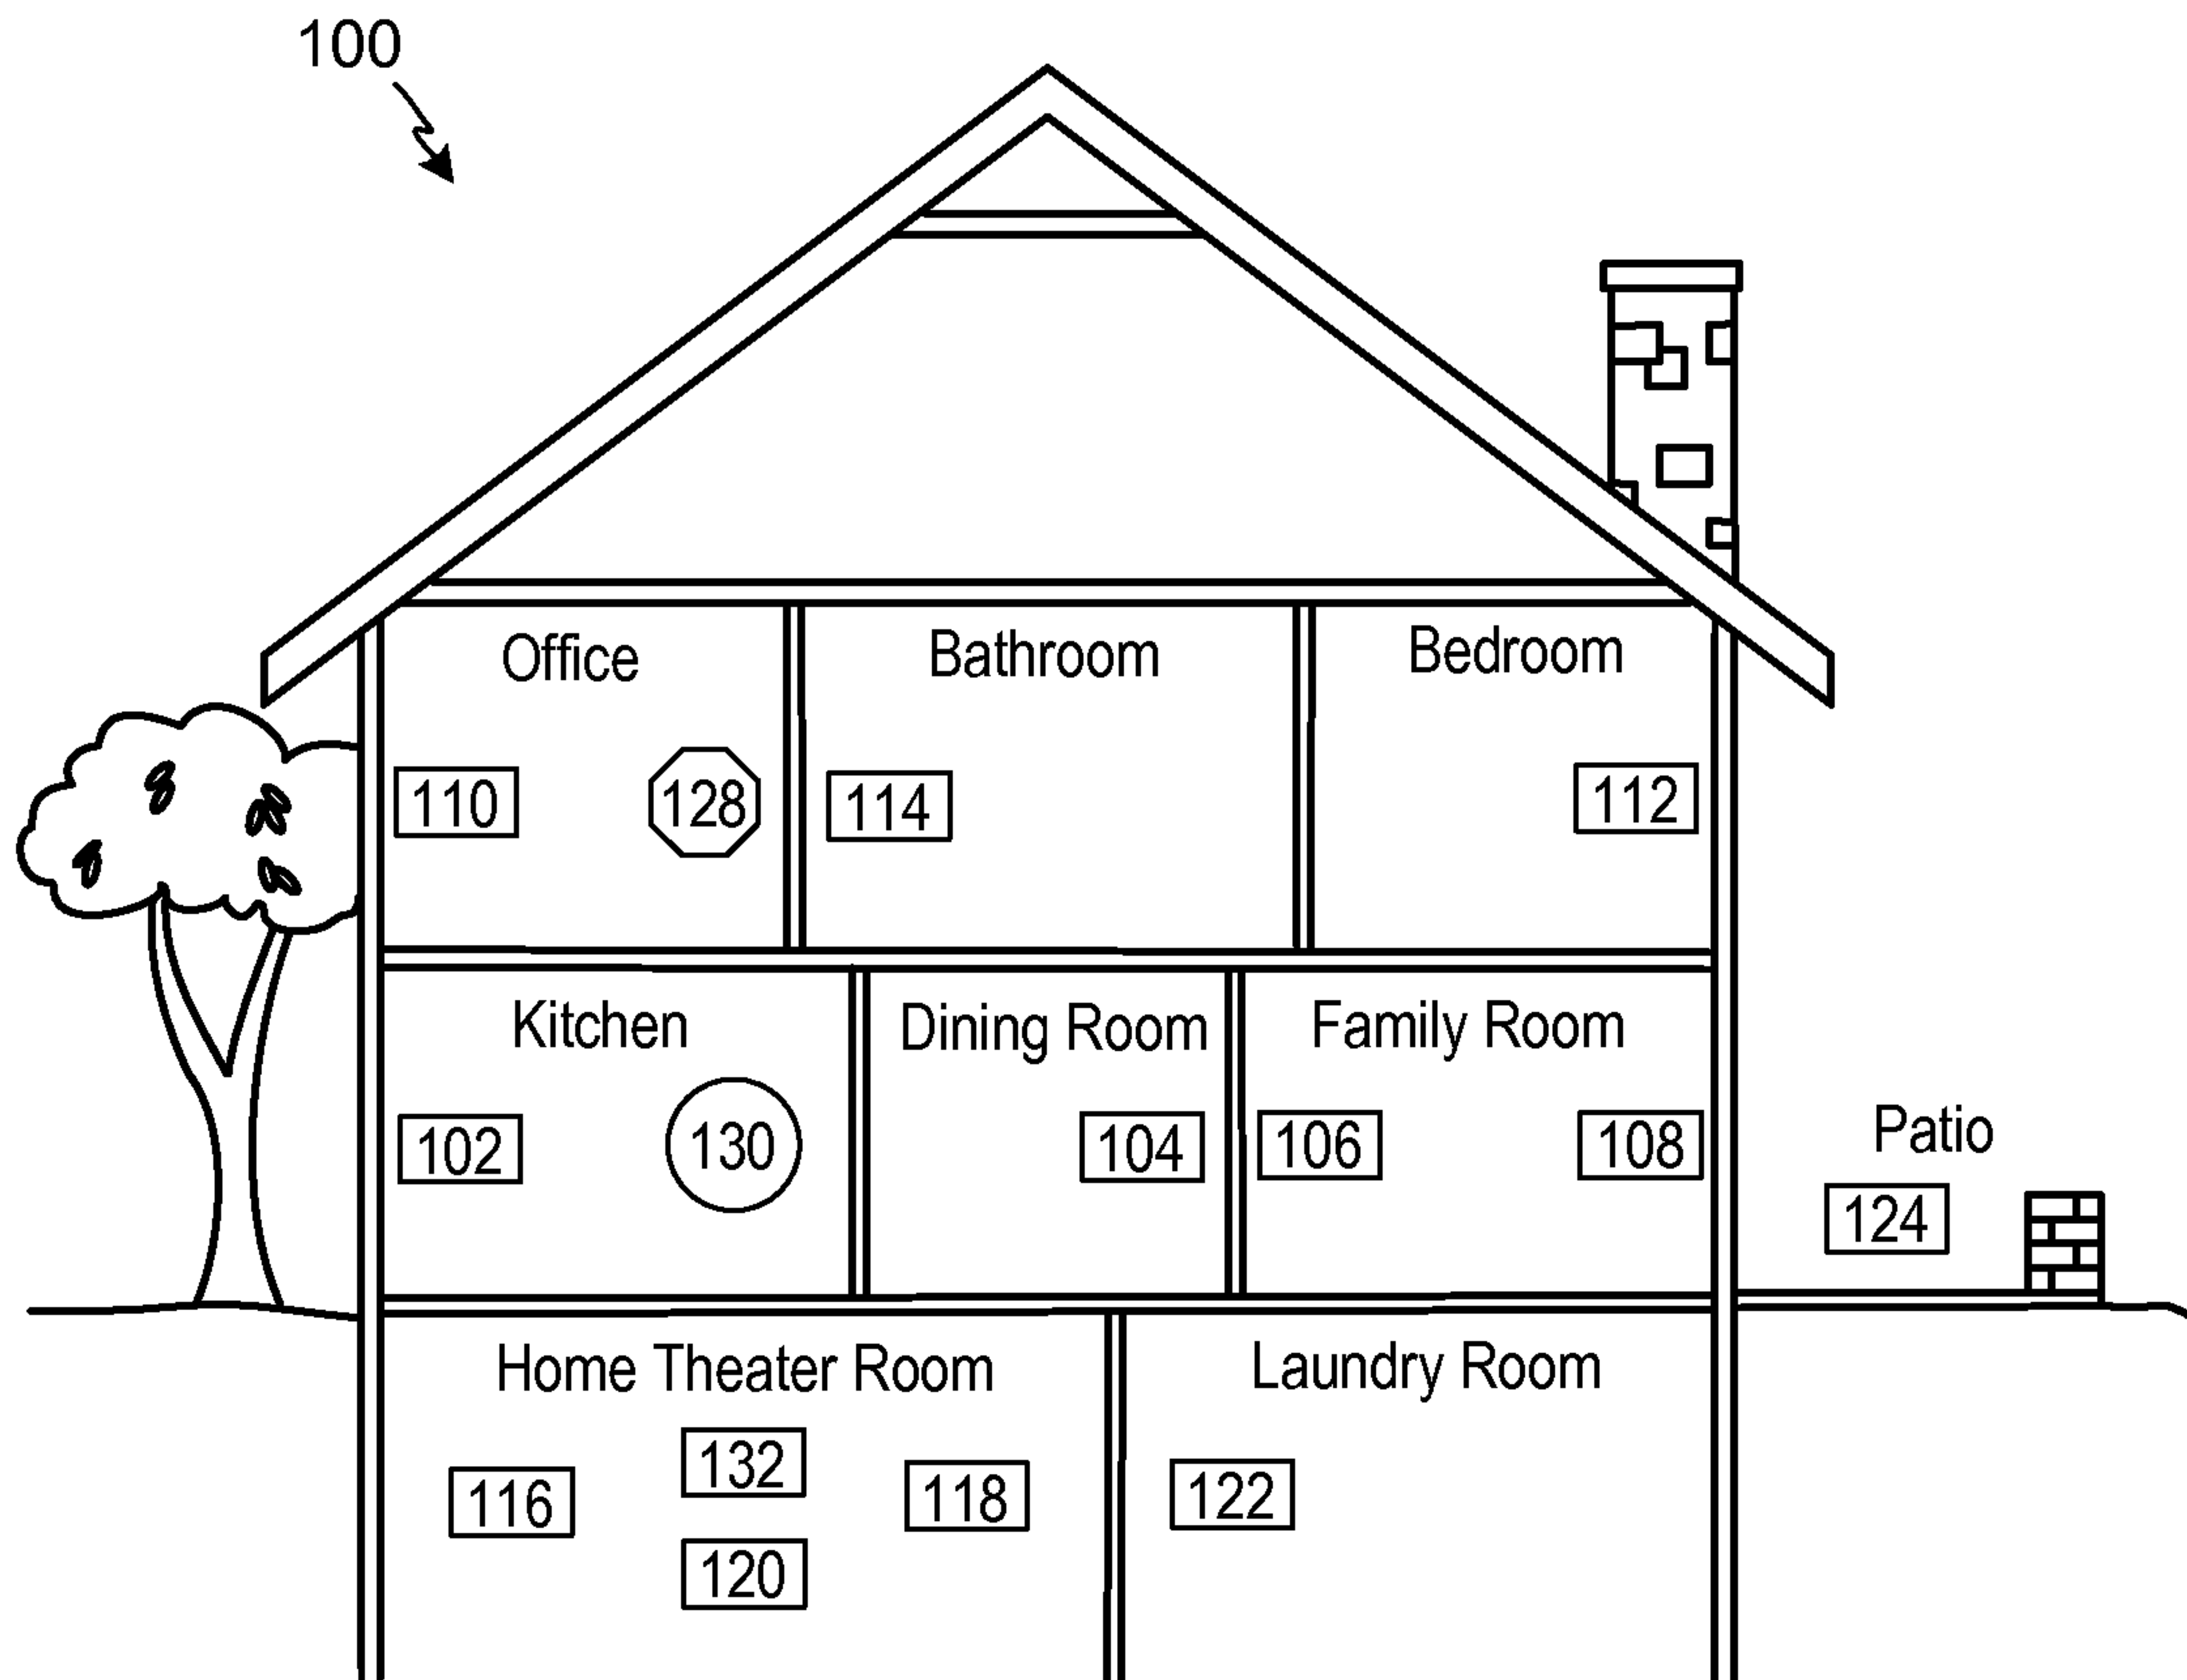 100
Office
Bathroom
Bedroom
110
128
114
112
Kitchen
Dining Room
Family Room
102
130
104
106
108
Patio
124
Home Theater Room
Laundry Room
132
116
118
122
120